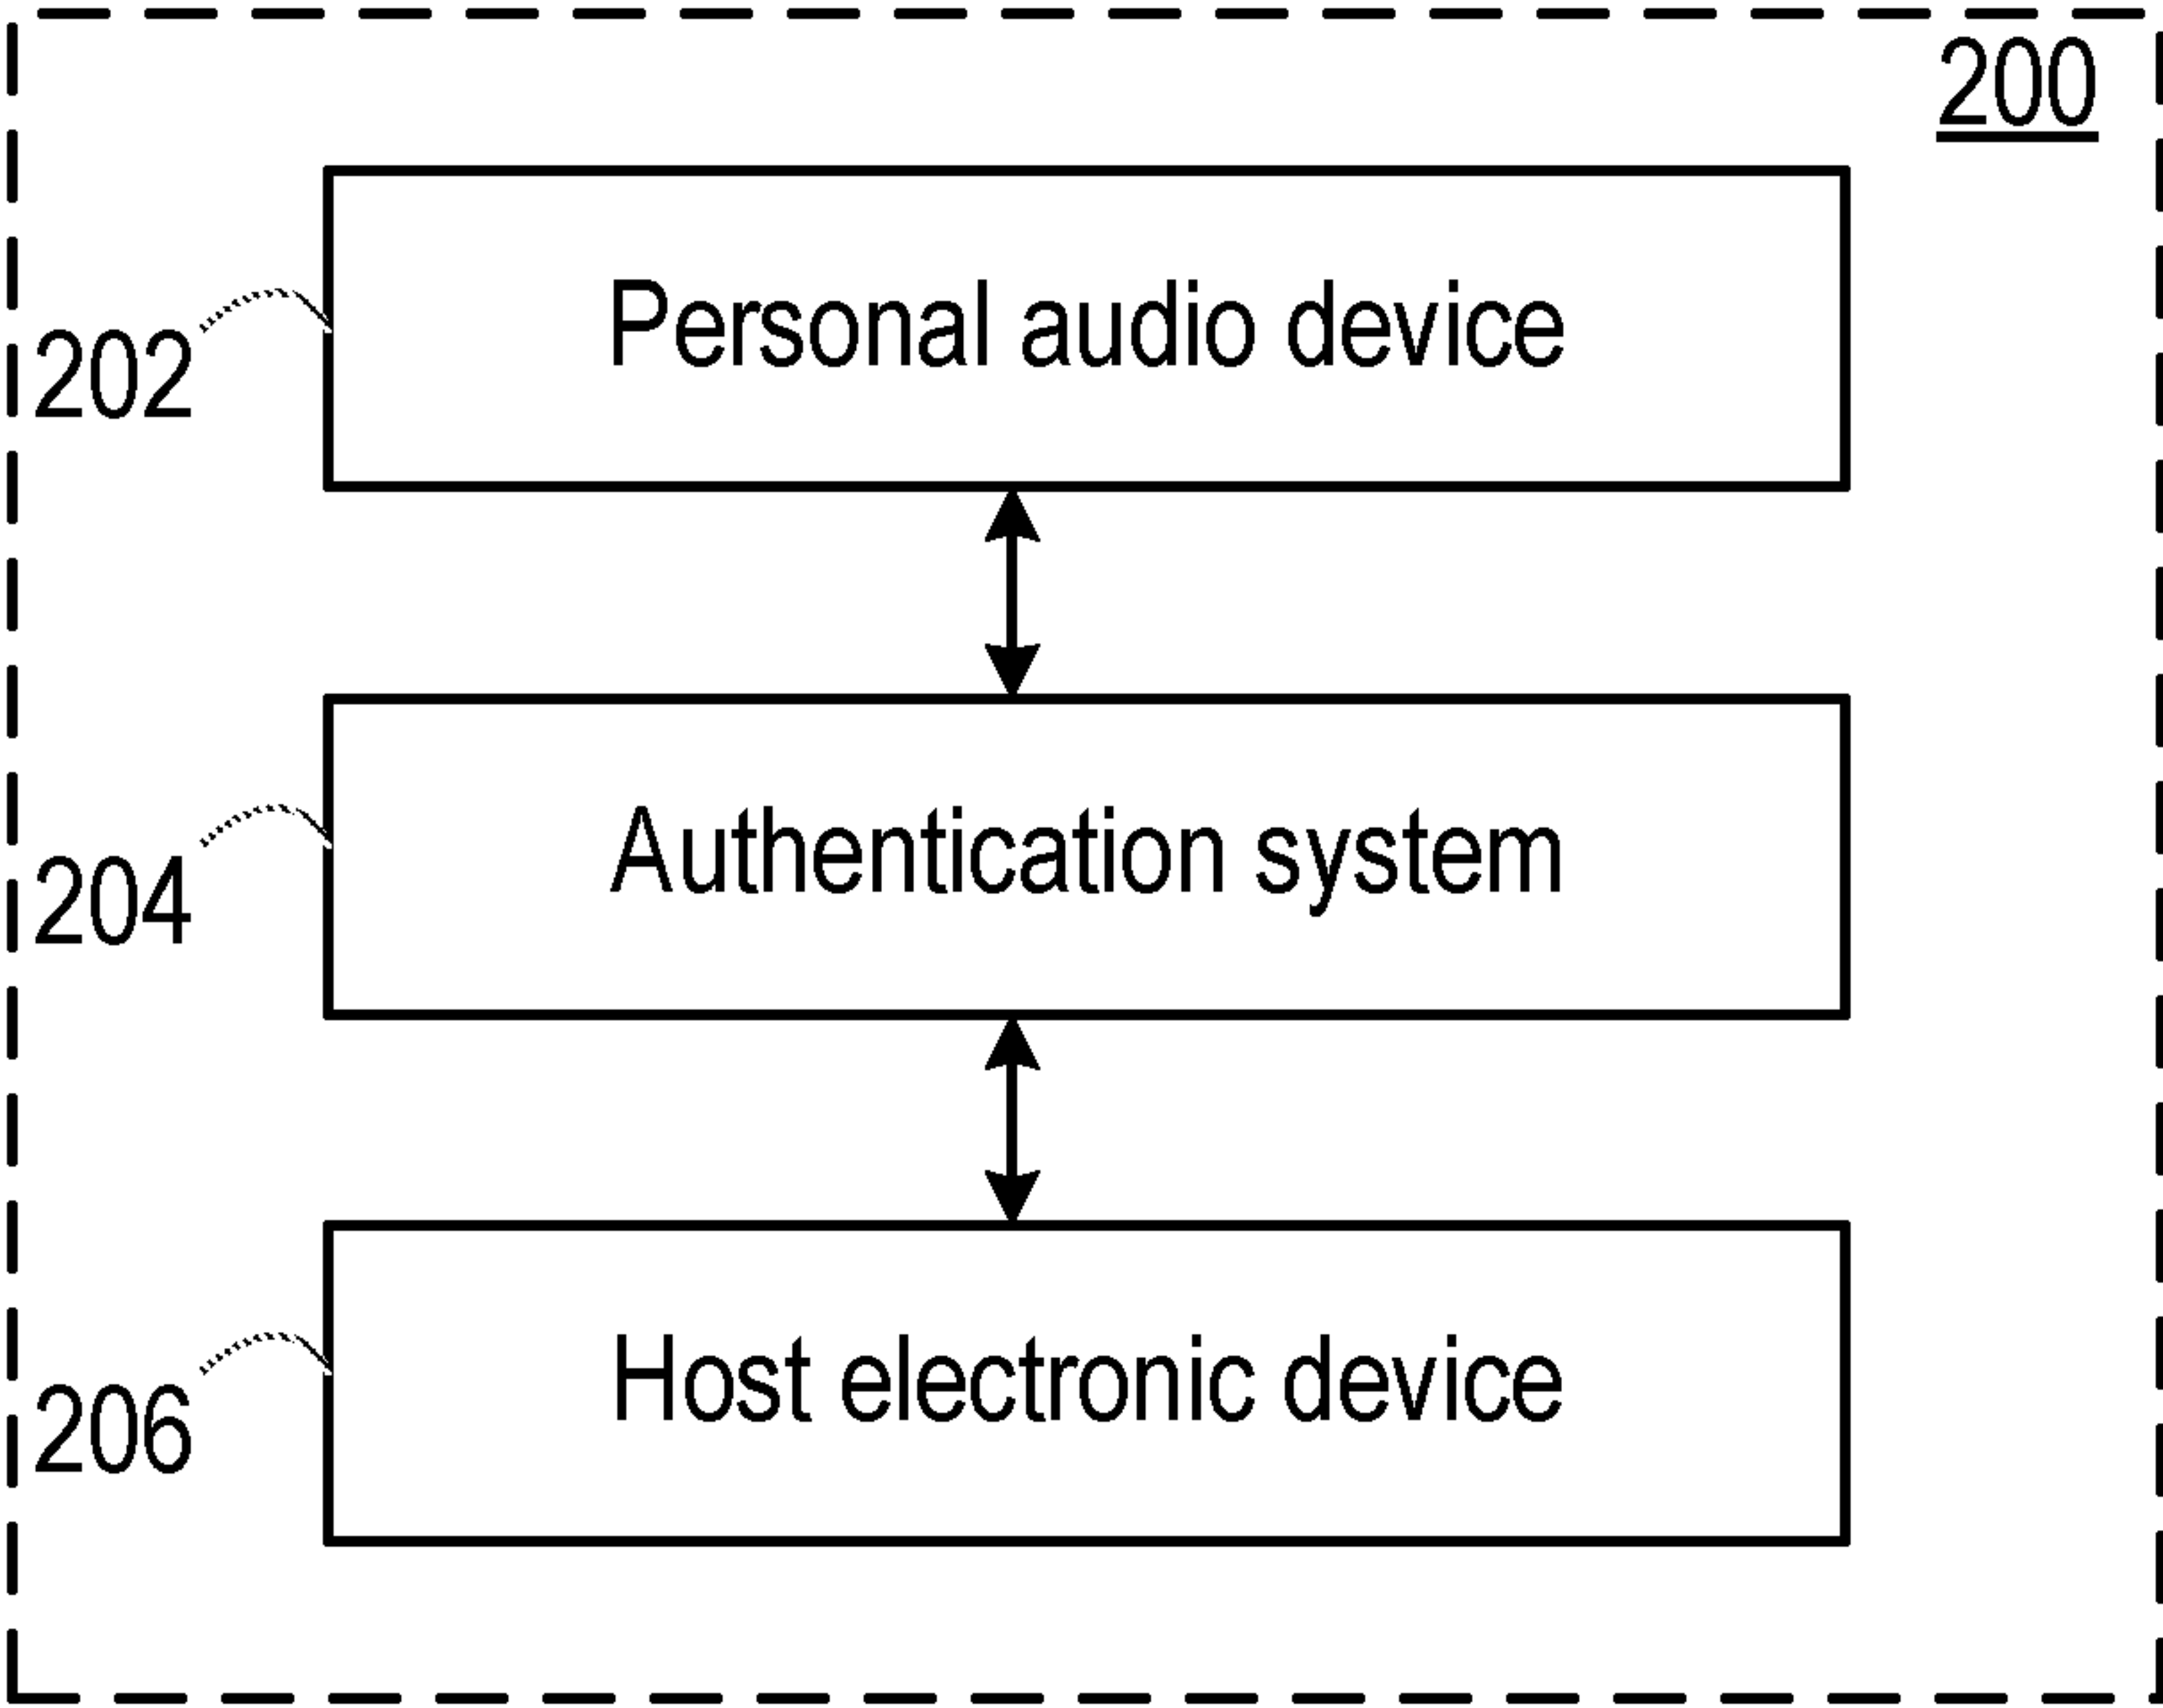 200
Personal audio device
202
Authentication system
204
Host electronic device
206